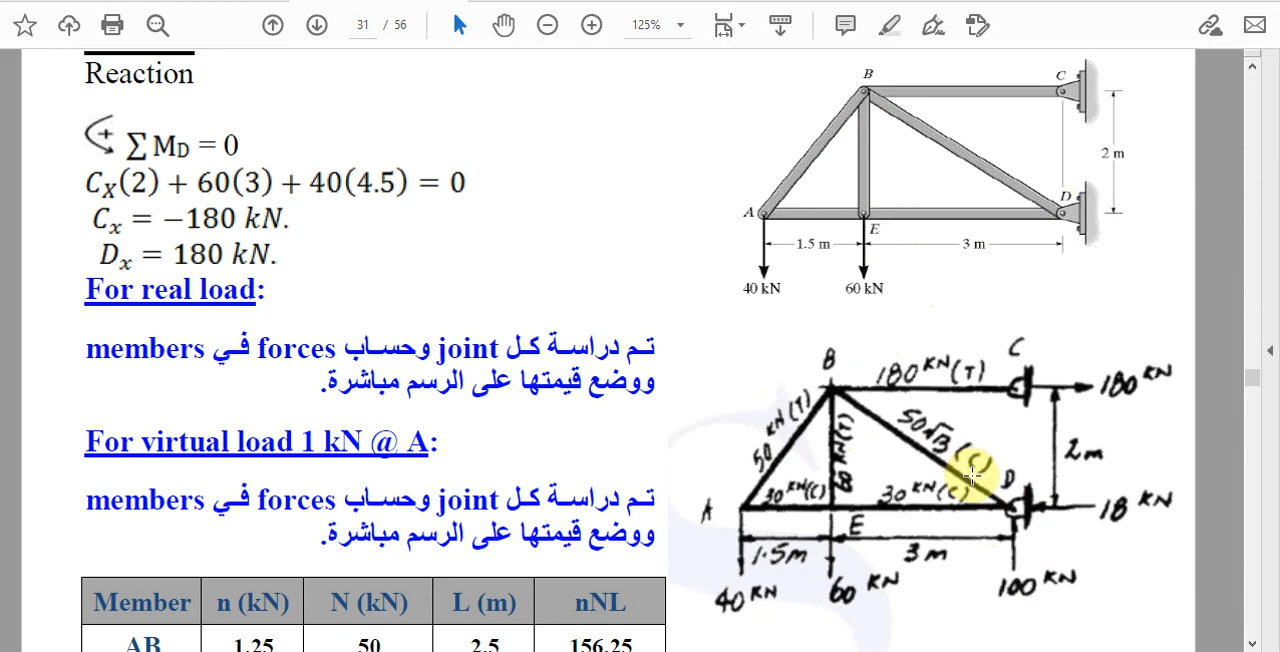 31 / 56
125%
Reaction
+ ∑ MD = 0
CX(2) + 60(3) + 40(4.5) = 0
Cx = −180 kN.
Dx = 180 kN.
For real load:
تم دراسة كل joint وحساب forces في members
ووضع قيمتها على الرسم مباشرة.
For virtual load 1 kN @ A:
تم دراسة كل joint وحساب forces في members
ووضع قيمتها على الرسم مباشرة.
Member n (kN) N (kN) L (m) nNL
AB 1.25 50 2.5 156.25
B
C
2 m
A
D
E
1.5 m
3 m
40 kN
60 kN
B
C
180 KN (T)
180 KN
50 KN (T)
60 KN(T)
50√13 (C)
2m
A
30 KN(C)
30 KN(C)
D
E
18 KN
1.5m
3m
40 KN
60 KN
100 KN